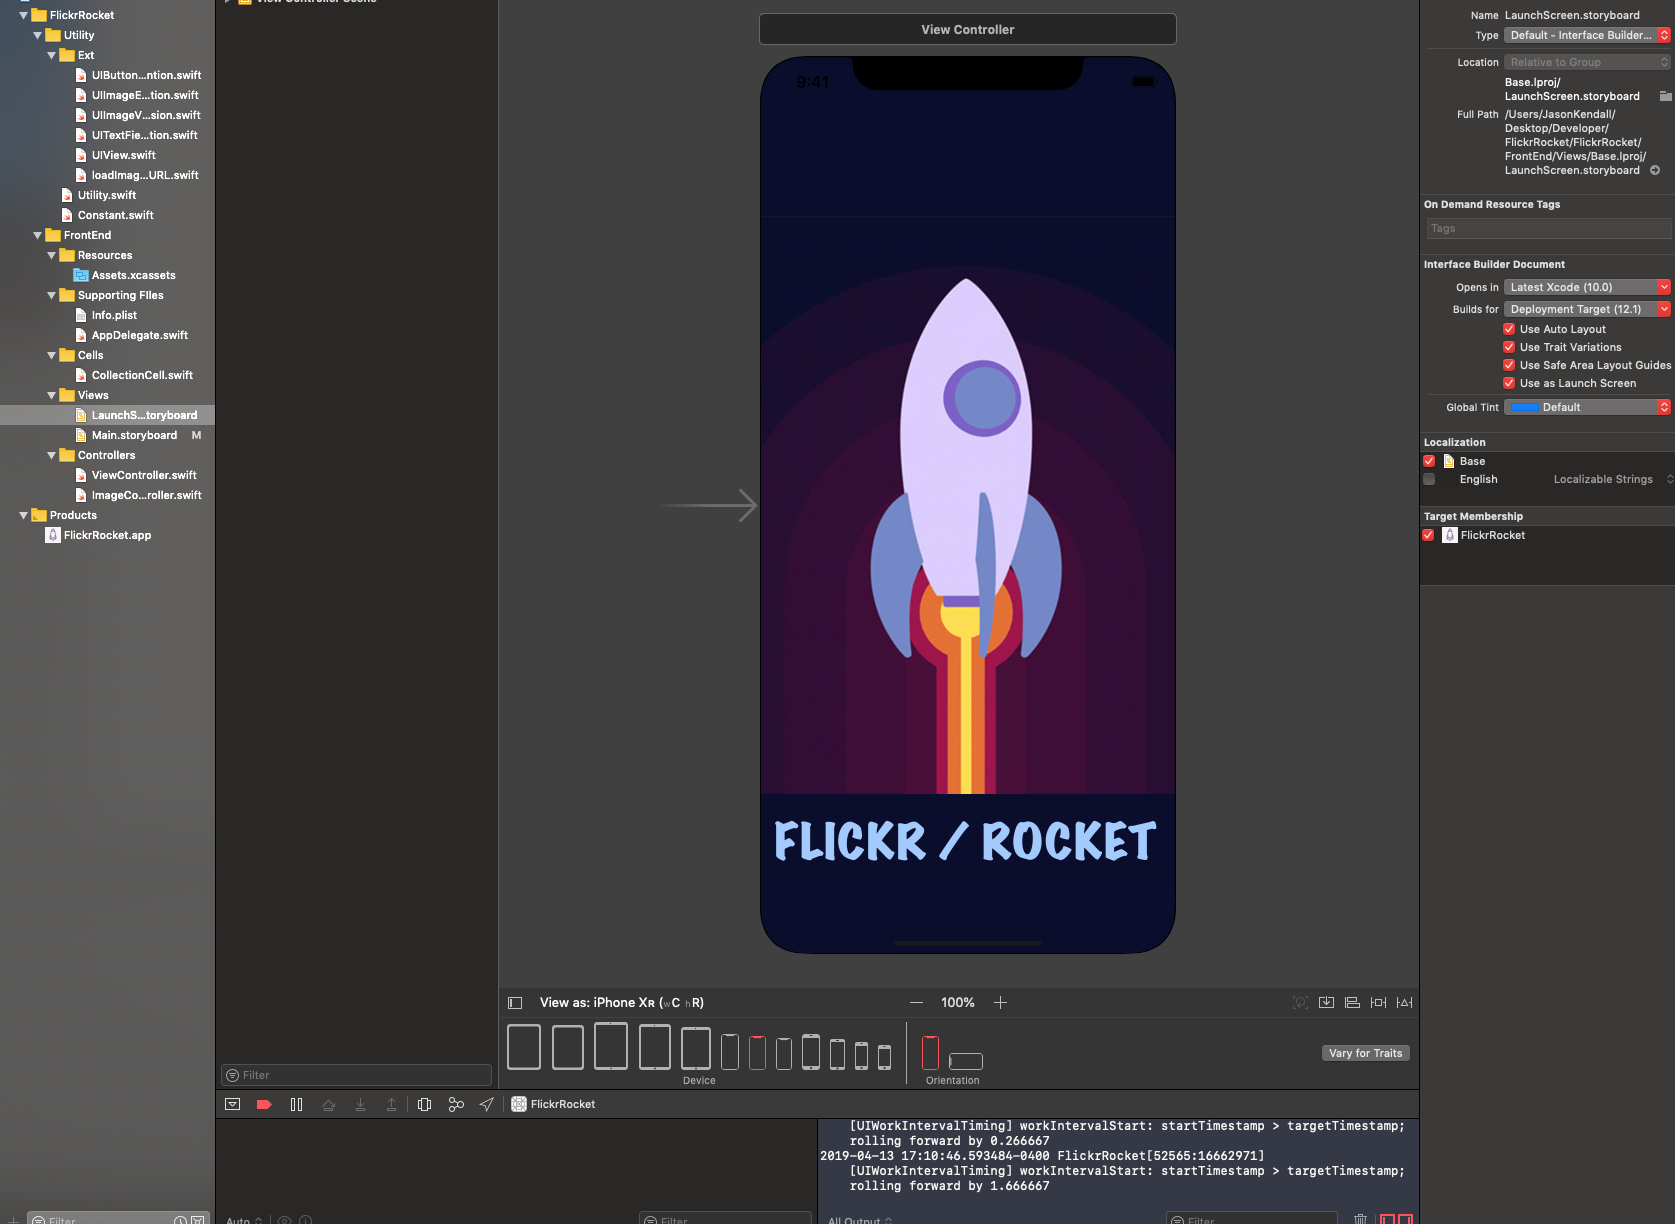 FlickrRocket
Utility
Ext
UIButton...ntion.swift
UIImageE...tion.swift
UIImageV...sion.swift
UITextFie...tion.swift
UIView.swift
loadImag...URL.swift
Utility.swift
Constant.swift
FrontEnd
Resources
Assets.xcassets
Supporting FIles
Info.plist
AppDelegate.swift
Cells
CollectionCell.swift
Views
LaunchS...toryboard
Main.storyboard M
Controllers
ViewController.swift
ImageCo...roller.swift
Products
FlickrRocket.app
Filter
View Controller Scene
Filter
View Controller
9:41
FLICKR / ROCKET
View as: iPhone XR (wC hR)
100%
Device
Orientation
Vary for Traits
FlickrRocket
[UIWorkIntervalTiming] workIntervalStart: startTimestamp > targetTimestamp;
rolling forward by 0.266667
2019-04-13 17:10:46.593484-0400 FlickrRocket[52565:16662971]
[UIWorkIntervalTiming] workIntervalStart: startTimestamp > targetTimestamp;
rolling forward by 1.666667
Auto
Filter
All Output
Filter
Name LaunchScreen.storyboard
Type Default - Interface Builder...
Location Relative to Group
Base.lproj/
LaunchScreen.storyboard
Full Path /Users/JasonKendall/
Desktop/Developer/
FlickrRocket/FlickrRocket/
FrontEnd/Views/Base.lproj/
LaunchScreen.storyboard
On Demand Resource Tags
Tags
Interface Builder Document
Opens in Latest Xcode (10.0)
Builds for Deployment Target (12.1)
Use Auto Layout
Use Trait Variations
Use Safe Area Layout Guides
Use as Launch Screen
Global Tint Default
Localization
Base
English Localizable Strings
Target Membership
FlickrRocket